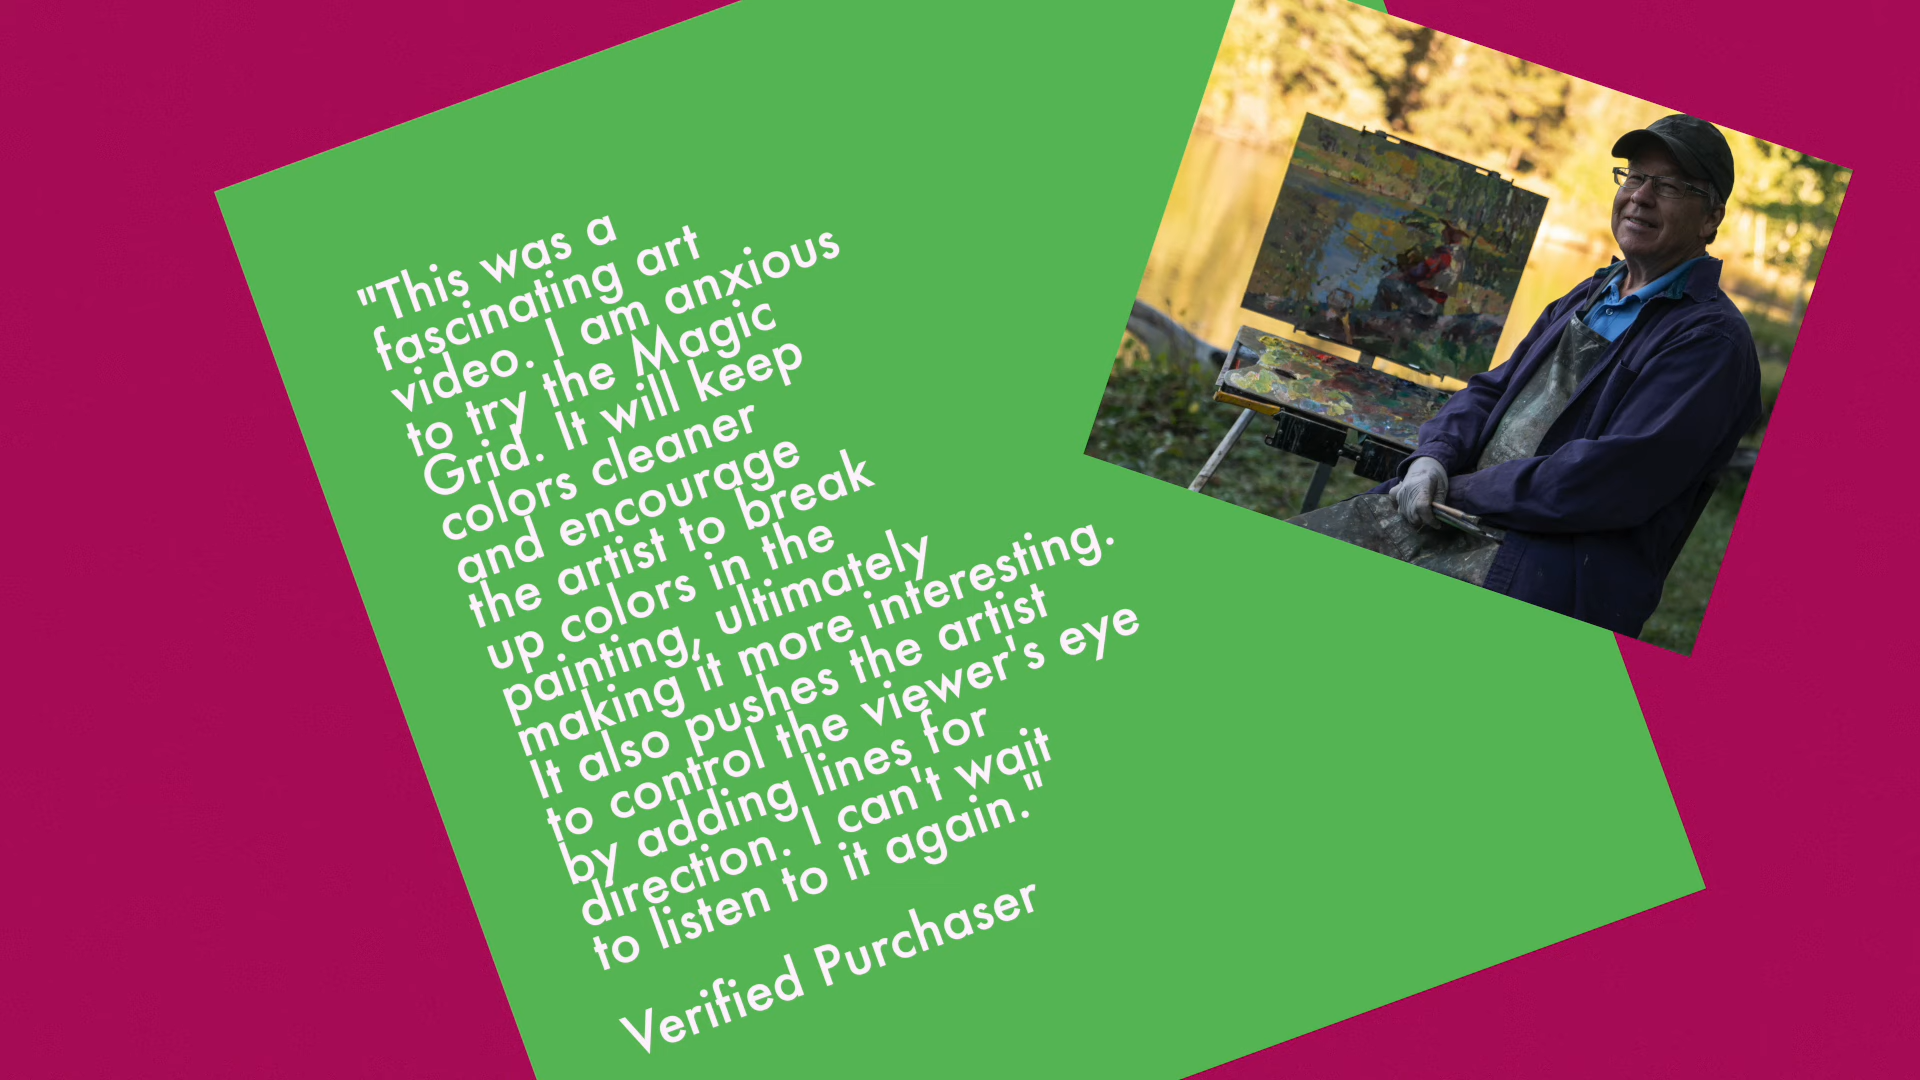 "This was a
fascinating art
video. I am anxious
to try the Magic
Grid. It will keep
colors cleaner
and encourage
the artist to break
up colors in the
painting, ultimately
making it more interesting.
It also pushes the artist
to control the viewer's eye
by adding lines for
direction. I can't wait
to listen to it again."
Verified Purchaser